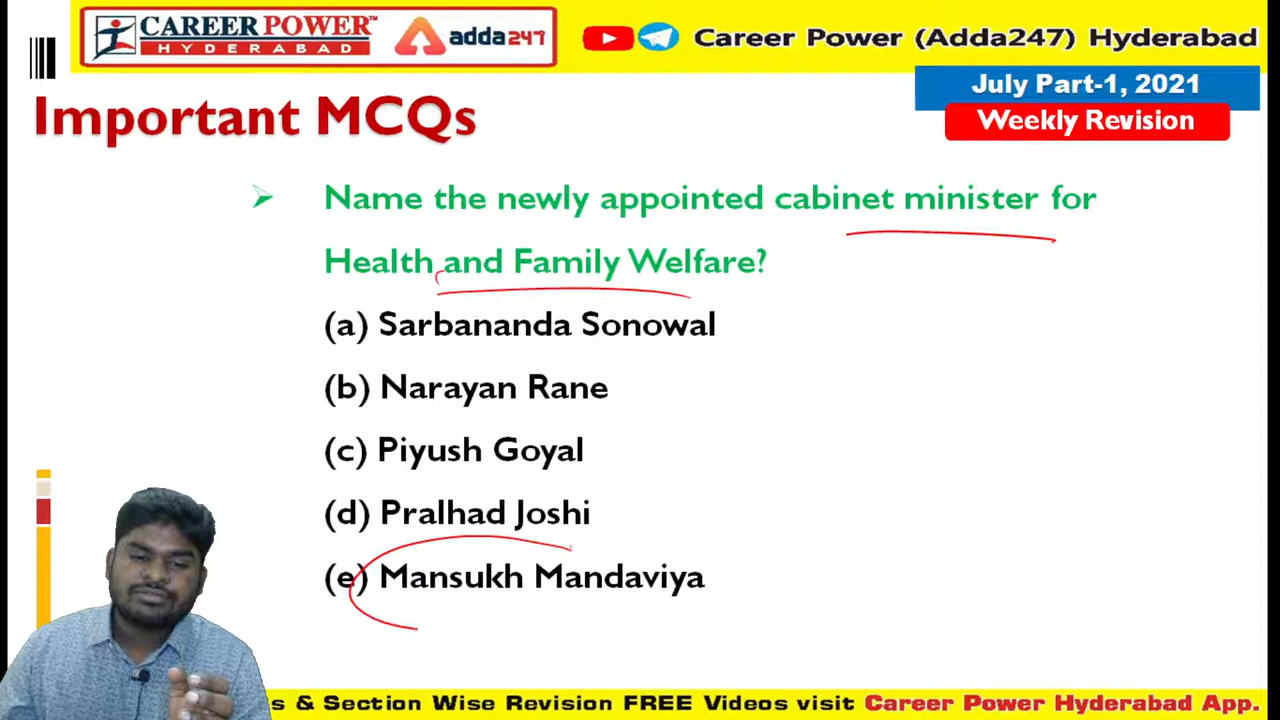 CAREER POWER™
HYDERABAD
adda247
Career Power (Adda247) Hyderabad
July Part-1, 2021
Weekly Revision
Important MCQs
Name the newly appointed cabinet minister for
Health and Family Welfare?
(a) Sarbananda Sonowal
(b) Narayan Rane
(c) Piyush Goyal
(d) Pralhad Joshi
(e) Mansukh Mandaviya
& Section Wise Revision FREE Videos visit Career Power Hyderabad App.